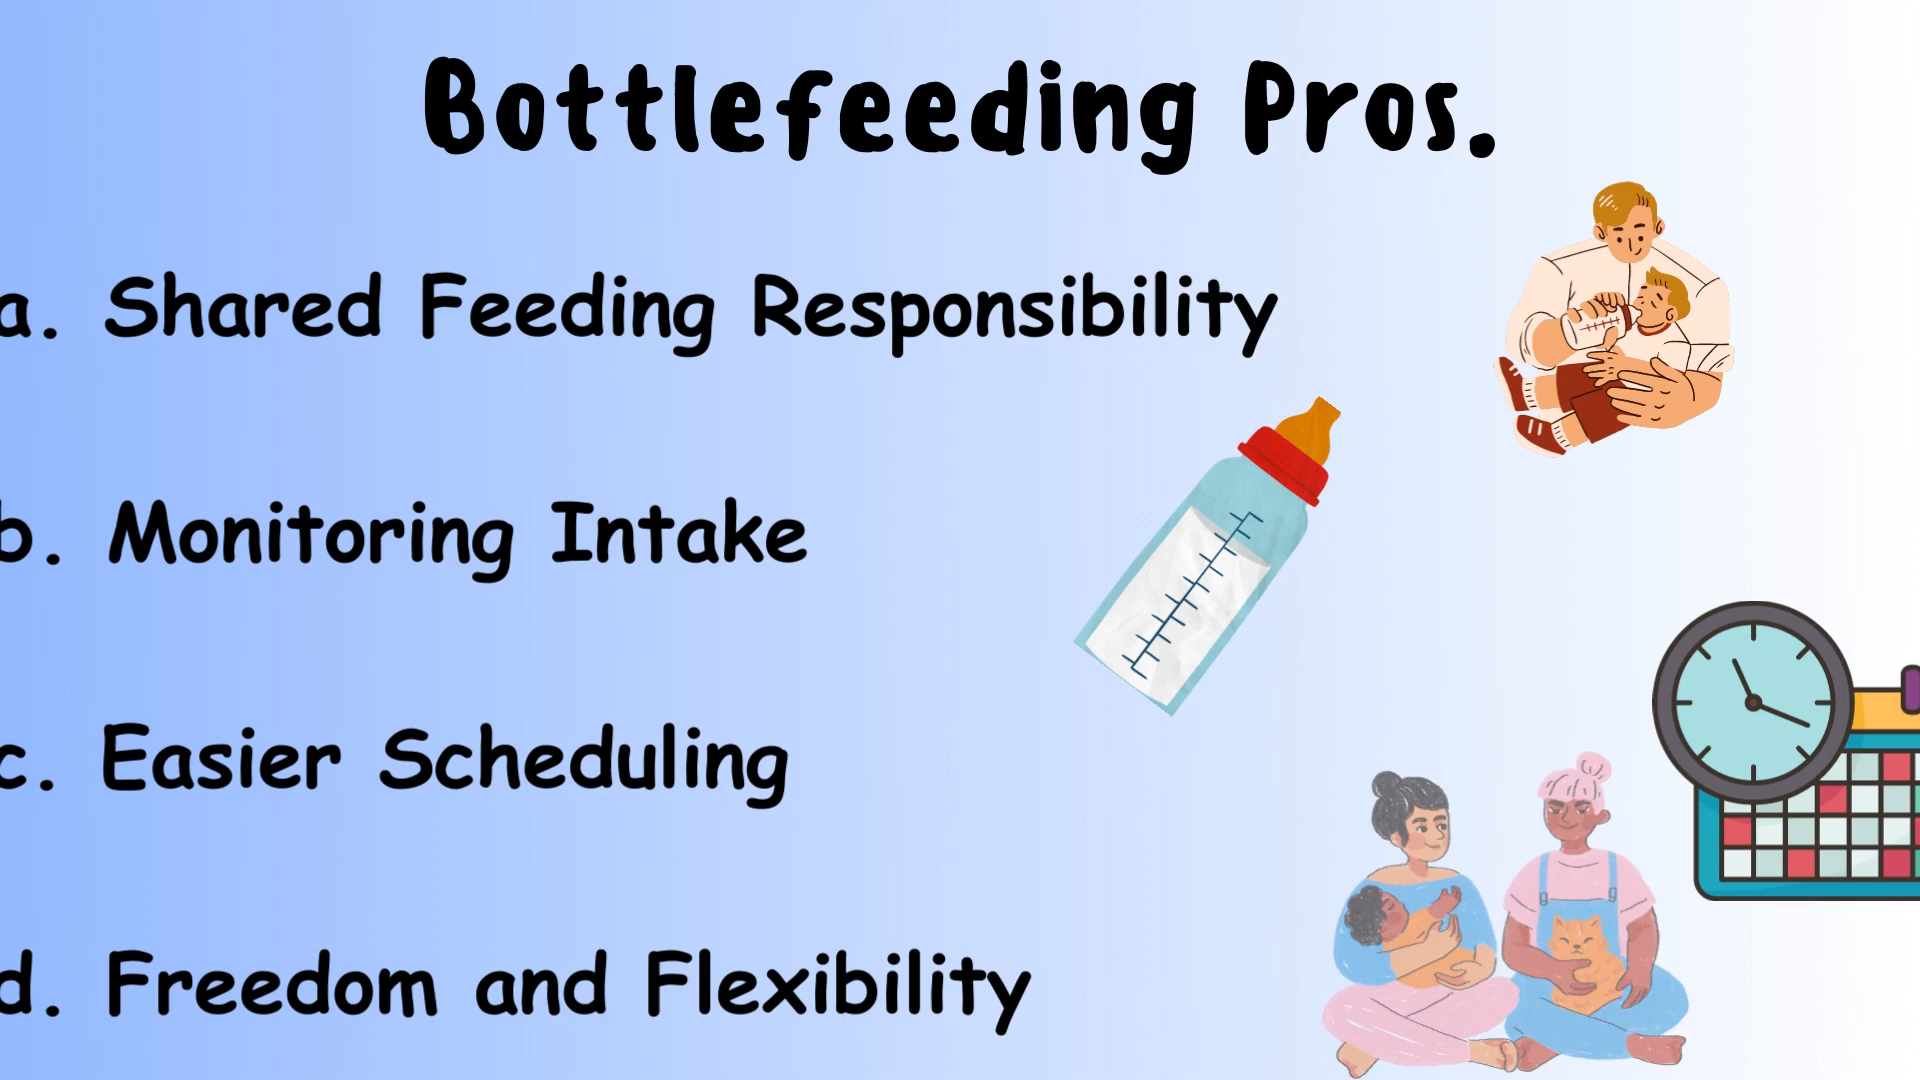 Bottlefeeding Pros.
a. Shared Feeding Responsibility
b. Monitoring Intake
c. Easier Scheduling
d. Freedom and Flexibility